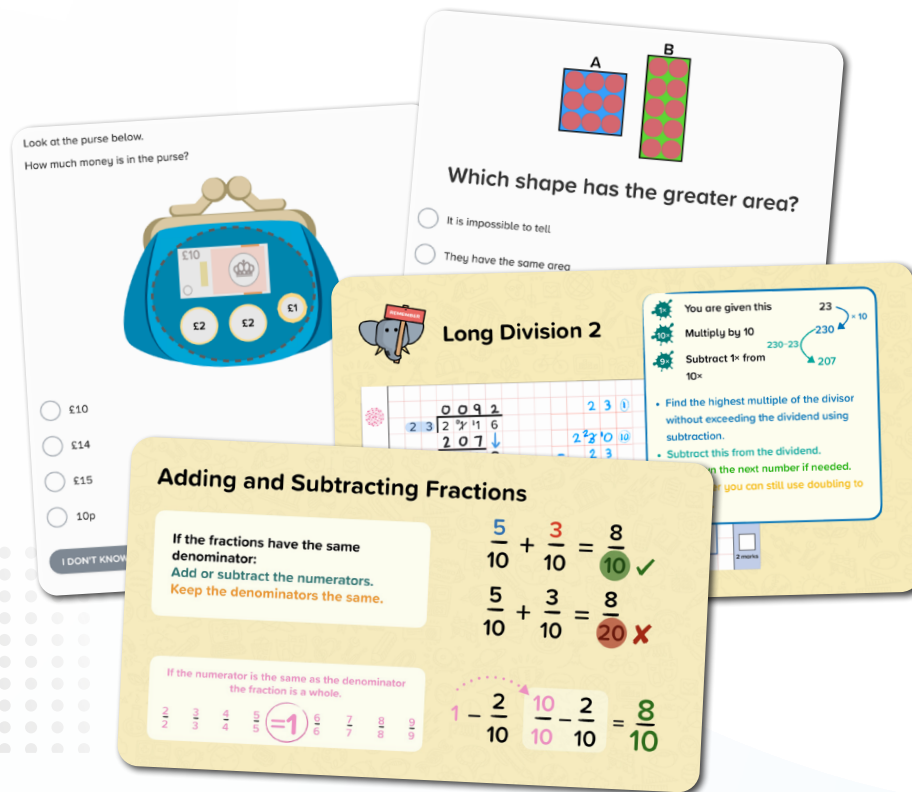 Look at the purse below.
How much money is in the purse?
£10
£2
£2
£1
£10
£14
£15
10p
I DON'T KNOW
A
B
Which shape has the greater area?
It is impossible to tell
They have the same area
REMEMBER
Long Division 2
0 0 9 2
2 3 2 1 6
2 0 7
2 3 1
10
2 3
1×
You are given this
23
× 10
10×
Multiply by 10
230
230-23
9×
Subtract 1× from
10×
207
• Find the highest multiple of the divisor
without exceeding the dividend using
subtraction.
• Subtract this from the dividend.
the next number if needed.
you can still use doubling to
2 marks
Adding and Subtracting Fractions
If the fractions have the same
denominator:
Add or subtract the numerators.
Keep the denominators the same.
5/10 + 3/10 = 8/10 ✓
5/10 + 3/10 = 8/20 ✘
If the numerator is the same as the denominator
the fraction is a whole.
2/2 3/3 4/4 5/5 =1 6/6 7/7 8/8 9/9
1 − 2/10 10/10 − 2/10 = 8/10